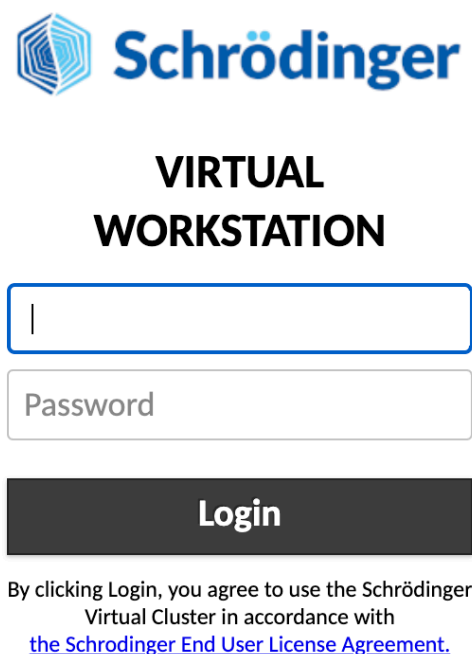 Schrödinger
VIRTUAL
WORKSTATION
Password
Login
By clicking Login, you agree to use the Schrödinger
Virtual Cluster in accordance with
the Schrodinger End User License Agreement.